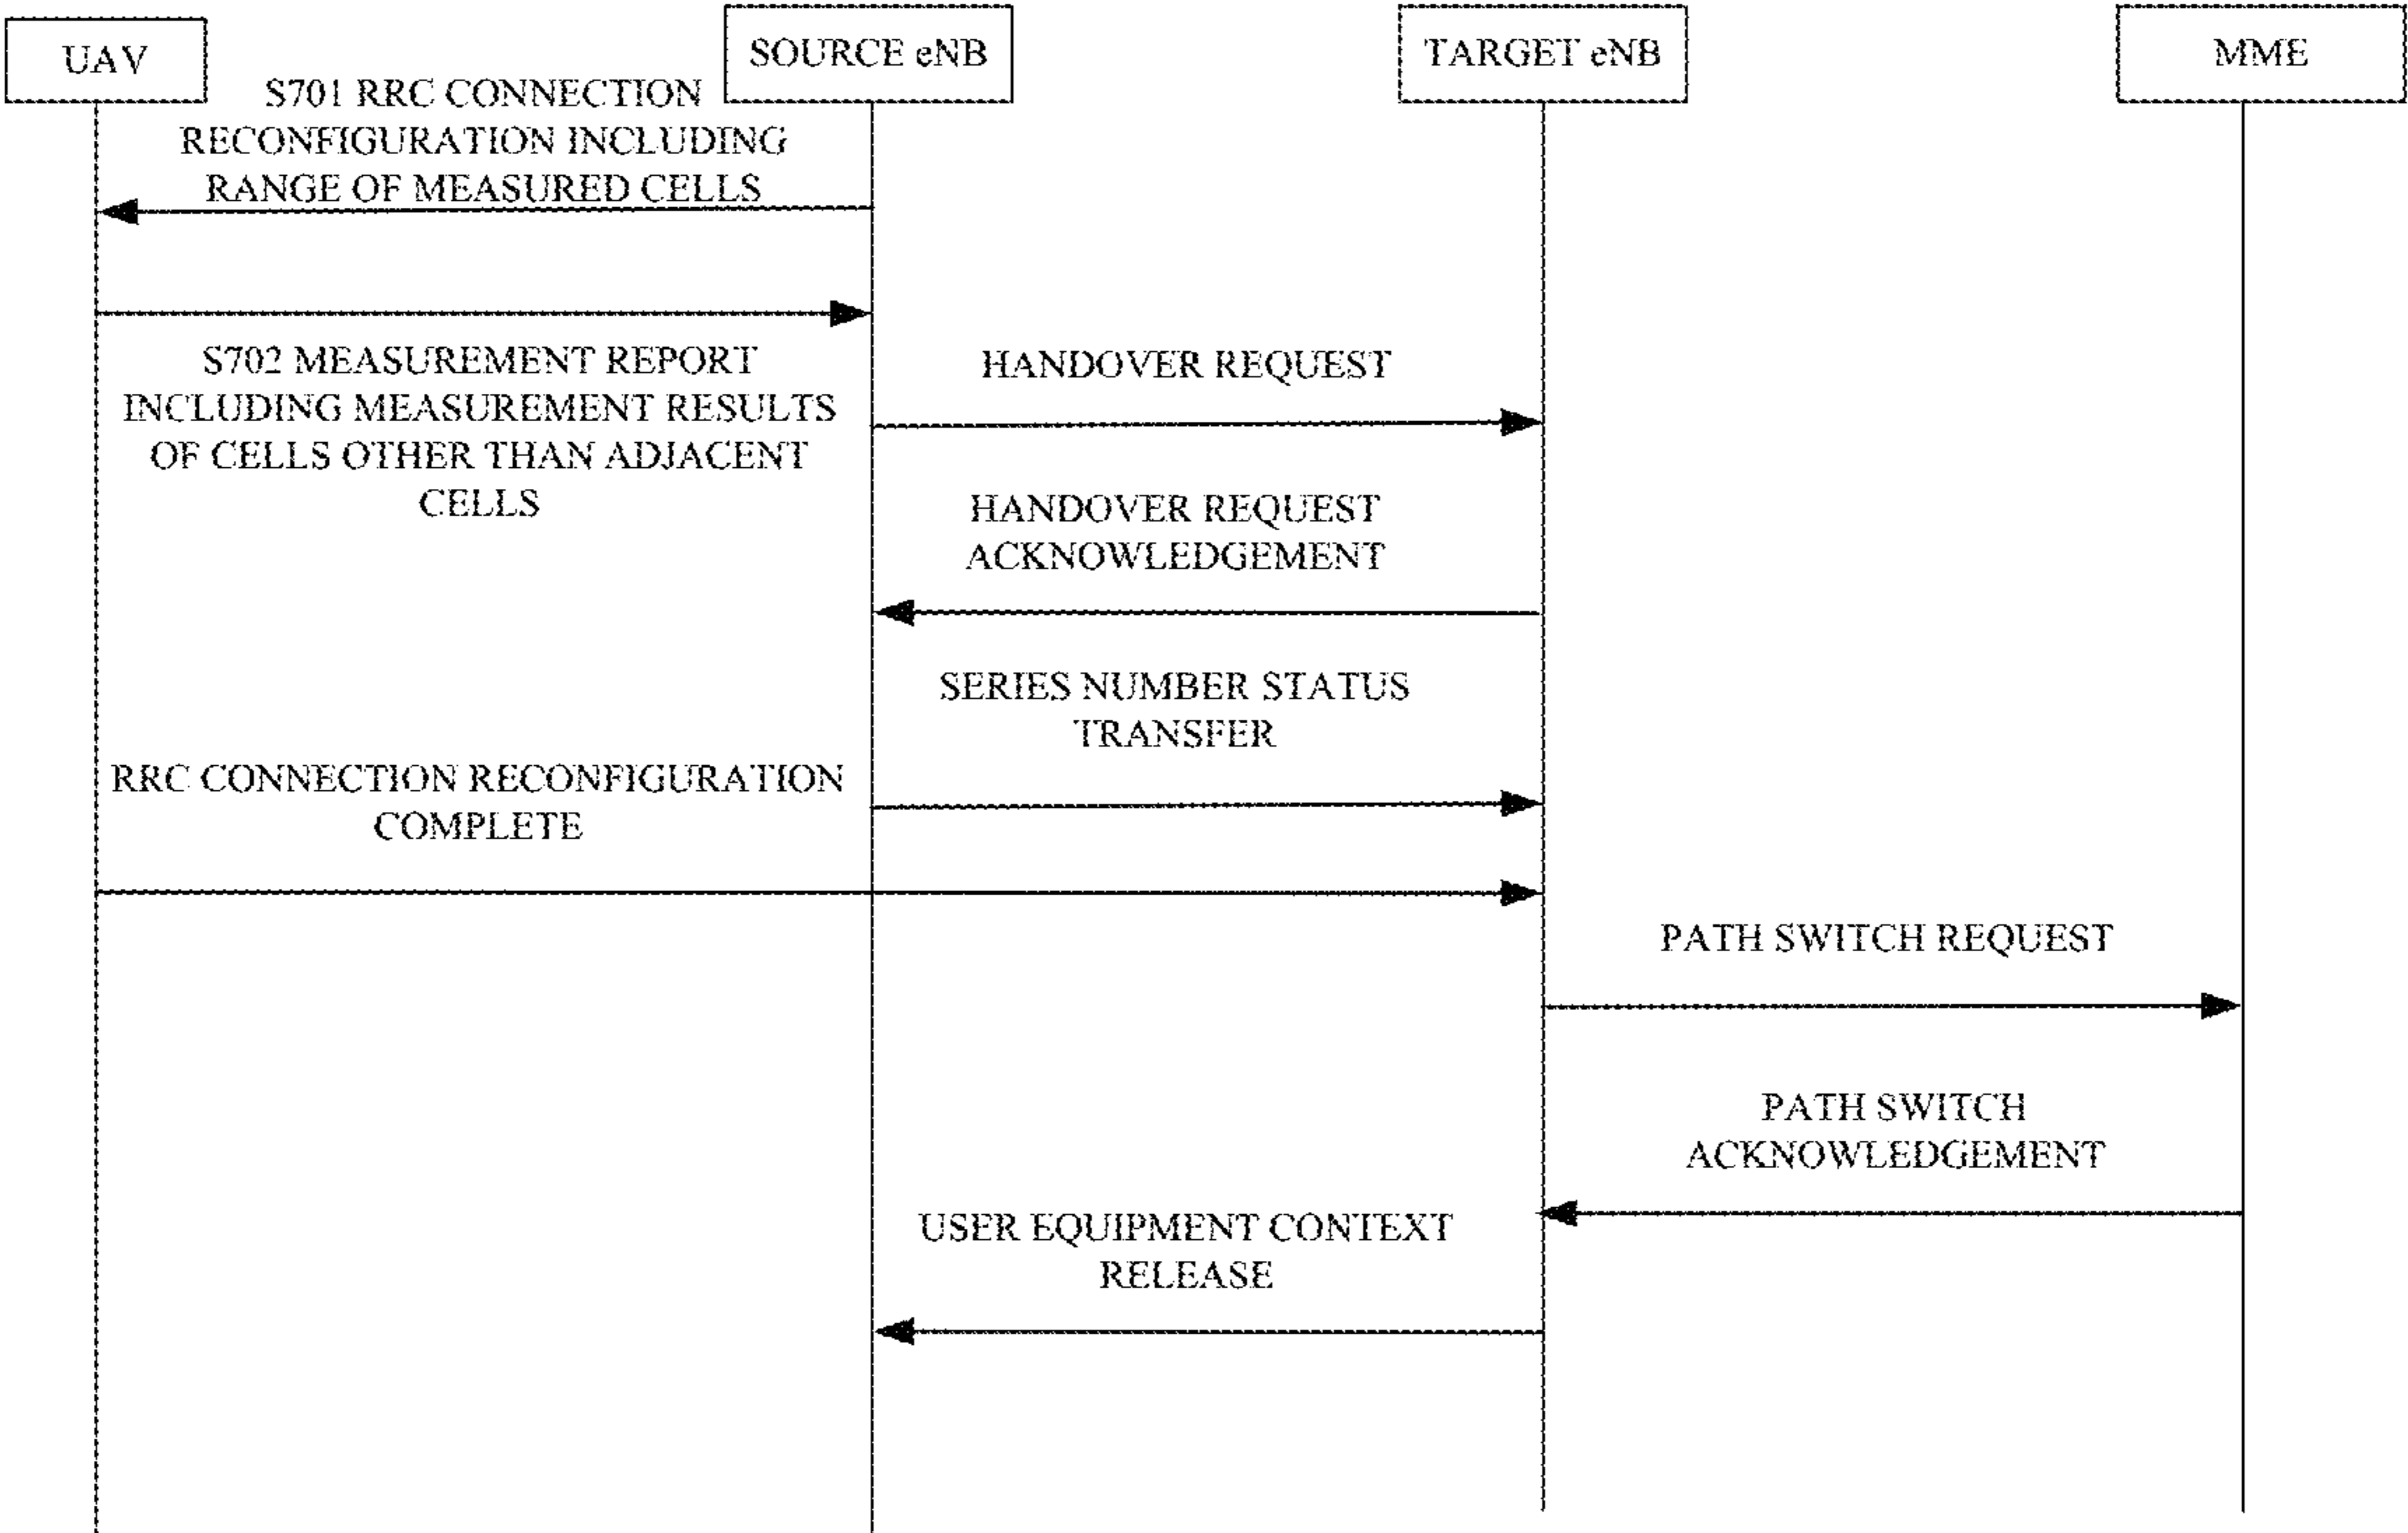 UAV
SOURCE eNB
TARGET eNB
MME
S701 RRC CONNECTION
RECONFIGURATION INCLUDING
RANGE OF MEASURED CELLS
S702 MEASUREMENT REPORT
INCLUDING MEASUREMENT RESULTS
OF CELLS OTHER THAN ADJACENT
CELLS
HANDOVER REQUEST
HANDOVER REQUEST
ACKNOWLEDGEMENT
SERIES NUMBER STATUS
TRANSFER
RRC CONNECTION RECONFIGURATION
COMPLETE
PATH SWITCH REQUEST
PATH SWITCH
ACKNOWLEDGEMENT
USER EQUIPMENT CONTEXT
RELEASE